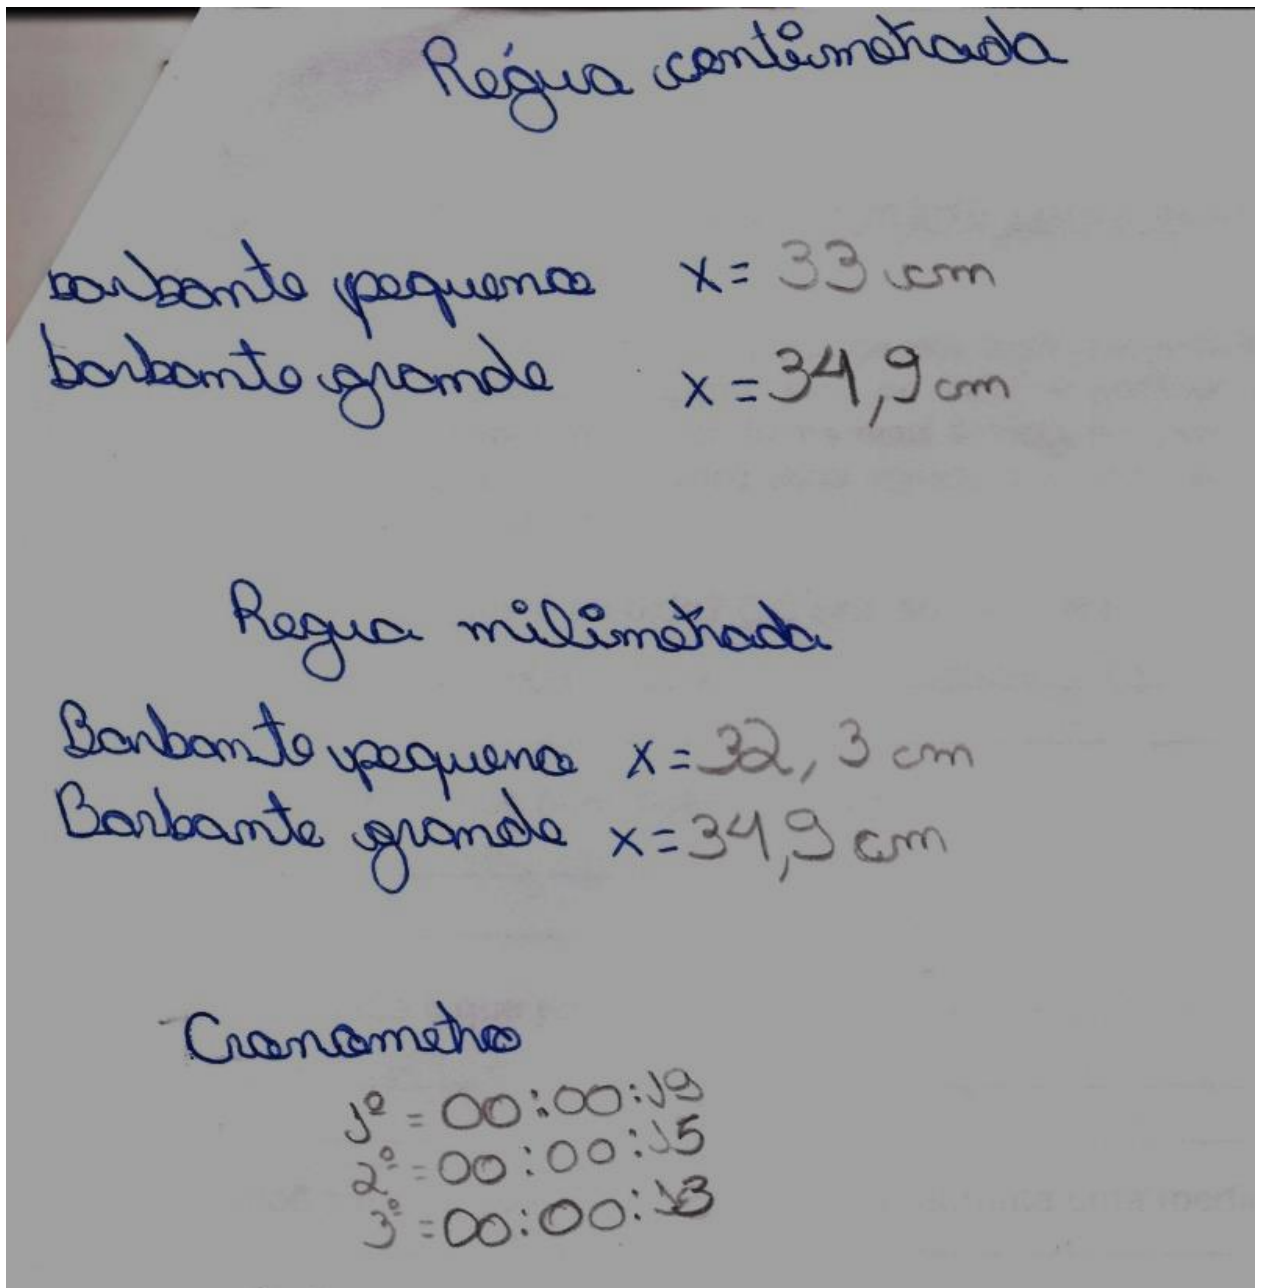 Régua centimetrada
barbante pequeno x= 33 cm
barbante grande x= 34,9 cm
Regua milimetrada
Barbante pequeno x= 32,3 cm
Barbante grande x= 34,9 cm
Cronometro
1º = 00:00:19
2º = 00:00:15
3º = 00:00:13